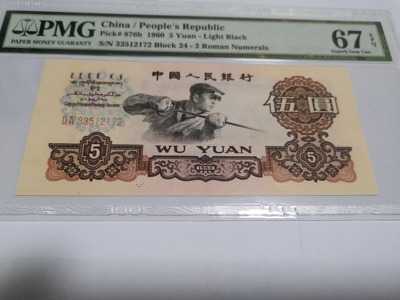 PMG
PAPER MONEY GUARANTY
China / People's Republic
Pick# 876b 1960 5 Yuan - Light Black
S/N 33512172 Block 24 - 2 Roman Numerals
67 EPQ
Superb Gem Unc
中國人民銀行
伍圓
33512172
5
WU YUAN
5